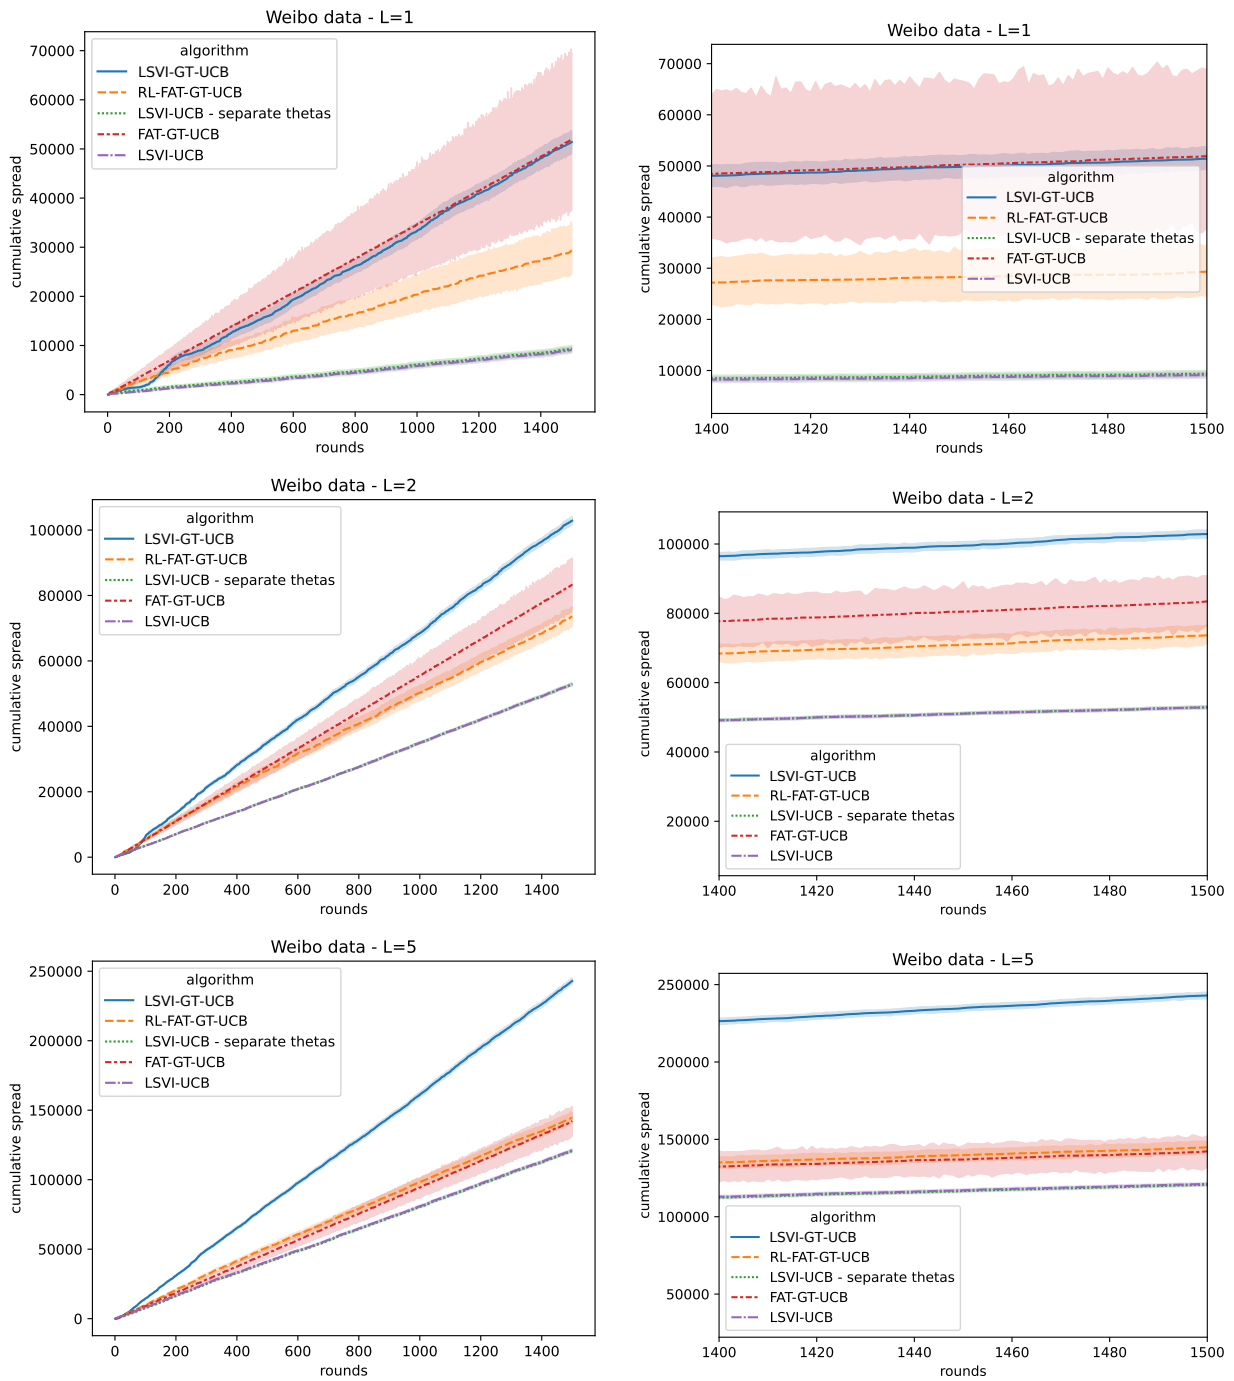 Weibo data - L=1
cumulative spread
70000
60000
50000
40000
30000
20000
10000
0
algorithm
LSVI-GT-UCB
RL-FAT-GT-UCB
LSVI-UCB - separate thetas
FAT-GT-UCB
LSVI-UCB
0 200 400 600 800 1000 1200 1400
rounds
Weibo data - L=1
cumulative spread
70000
60000
50000
40000
30000
20000
10000
algorithm
LSVI-GT-UCB
RL-FAT-GT-UCB
LSVI-UCB - separate thetas
FAT-GT-UCB
LSVI-UCB
1400 1420 1440 1460 1480 1500
rounds
Weibo data - L=2
cumulative spread
100000
80000
60000
40000
20000
0
algorithm
LSVI-GT-UCB
RL-FAT-GT-UCB
LSVI-UCB - separate thetas
FAT-GT-UCB
LSVI-UCB
0 200 400 600 800 1000 1200 1400
rounds
Weibo data - L=2
cumulative spread
100000
80000
60000
40000
20000
algorithm
LSVI-GT-UCB
RL-FAT-GT-UCB
LSVI-UCB - separate thetas
FAT-GT-UCB
LSVI-UCB
1400 1420 1440 1460 1480 1500
rounds
Weibo data - L=5
cumulative spread
250000
200000
150000
100000
50000
0
algorithm
LSVI-GT-UCB
RL-FAT-GT-UCB
LSVI-UCB - separate thetas
FAT-GT-UCB
LSVI-UCB
0 200 400 600 800 1000 1200 1400
rounds
Weibo data - L=5
cumulative spread
250000
200000
150000
100000
50000
algorithm
LSVI-GT-UCB
RL-FAT-GT-UCB
LSVI-UCB - separate thetas
FAT-GT-UCB
LSVI-UCB
1400 1420 1440 1460 1480 1500
rounds